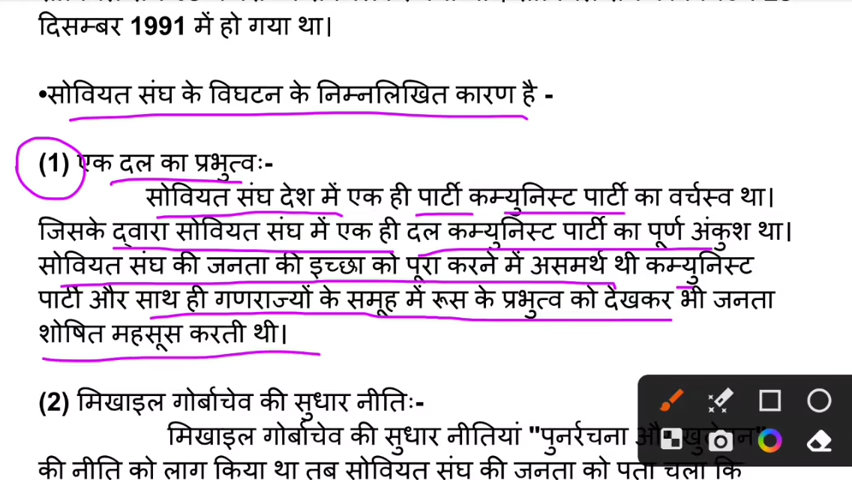 दिसम्बर 1991 में हो गया था।
•सोवियत संघ के विघटन के निम्नलिखित कारण है -
(1) एक दल का प्रभुत्वः-
सोवियत संघ देश में एक ही पार्टी कम्युनिस्ट पार्टी का वर्चस्व था।
जिसके द्वारा सोवियत संघ में एक ही दल कम्युनिस्ट पार्टी का पूर्ण अंकुश था।
सोवियत संघ की जनता की इच्छा को पूरा करने में असमर्थ थी कम्युनिस्ट
पार्टी और साथ ही गणराज्यों के समूह में रूस के प्रभुत्व को देखकर भी जनता
शोषित महसूस करती थी।
(2) मिखाइल गोर्बाचेव की सुधार नीतिः-
मिखाइल गोर्बाचेव की सुधार नीतियां "पुनर्रचना
की नीति को लागू किया था तब सोवियत संघ की जनता को पता चला कि